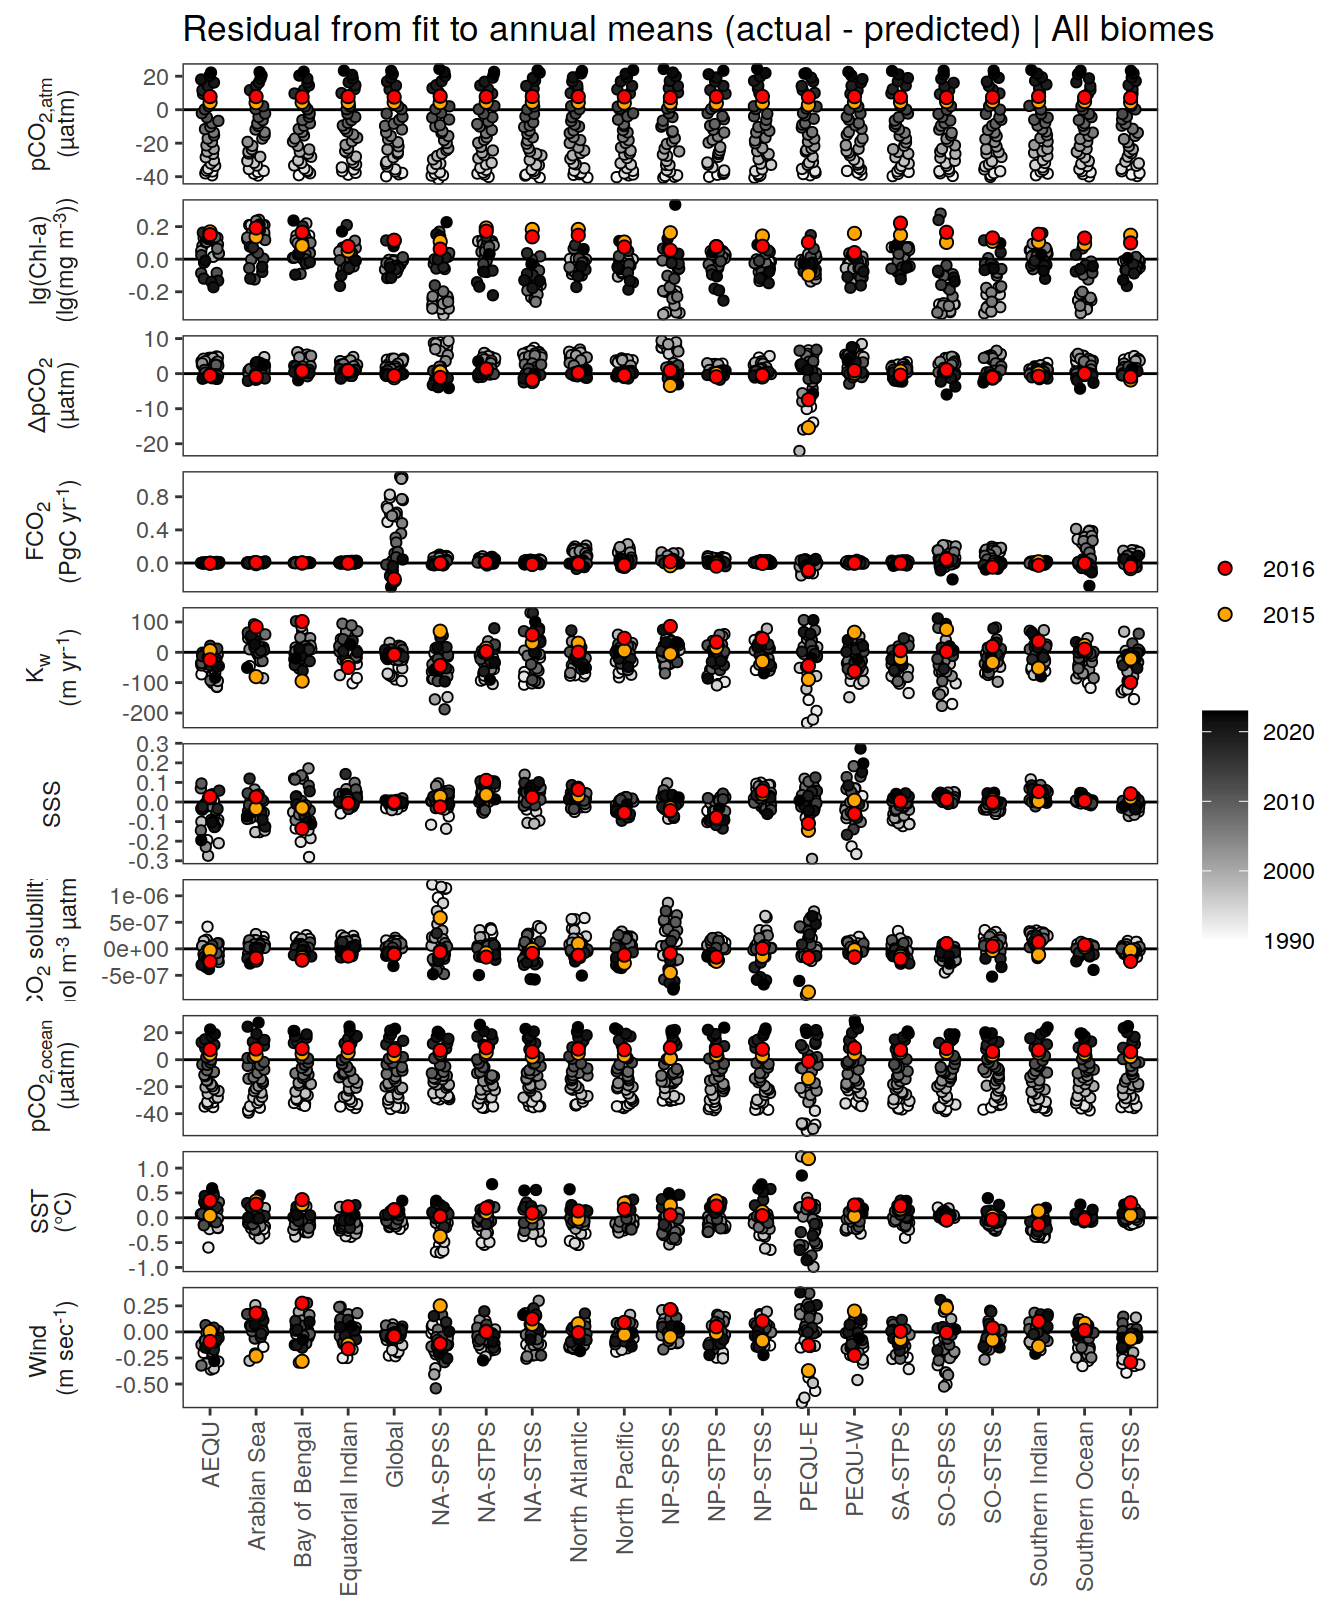 Residual from fit to annual means (actual - predicted) | All biomes
pCO2,atm
(µatm)
20
0
-20
-40
lg(Chl-a)
(lg(mg m-3))
0.2
0.0
-0.2
ΔpCO2
(µatm)
10
0
-10
-20
FCO2
(PgC yr-1)
0.8
0.4
0.0
Kw
(m yr-1)
100
0
-100
-200
SSS
0.3
0.2
0.1
0.0
-0.1
-0.2
-0.3
CO2 solubility
ol m-3 µatm
1e-06
5e-07
0e+00
-5e-07
pCO2,ocean
(µatm)
20
0
-20
-40
SST
(°C)
1.0
0.5
0.0
-0.5
-1.0
Wind
(m sec-1)
0.25
0.00
-0.25
-0.50
AEQU
Arabian Sea
Bay of Bengal
Equatorial Indian
Global
NA-SPSS
NA-STPS
NA-STSS
North Atlantic
North Pacific
NP-SPSS
NP-STPS
NP-STSS
PEQU-E
PEQU-W
SA-STPS
SO-SPSS
SO-STSS
Southern Indian
Southern Ocean
SP-STSS
2016
2015
2020
2010
2000
1990